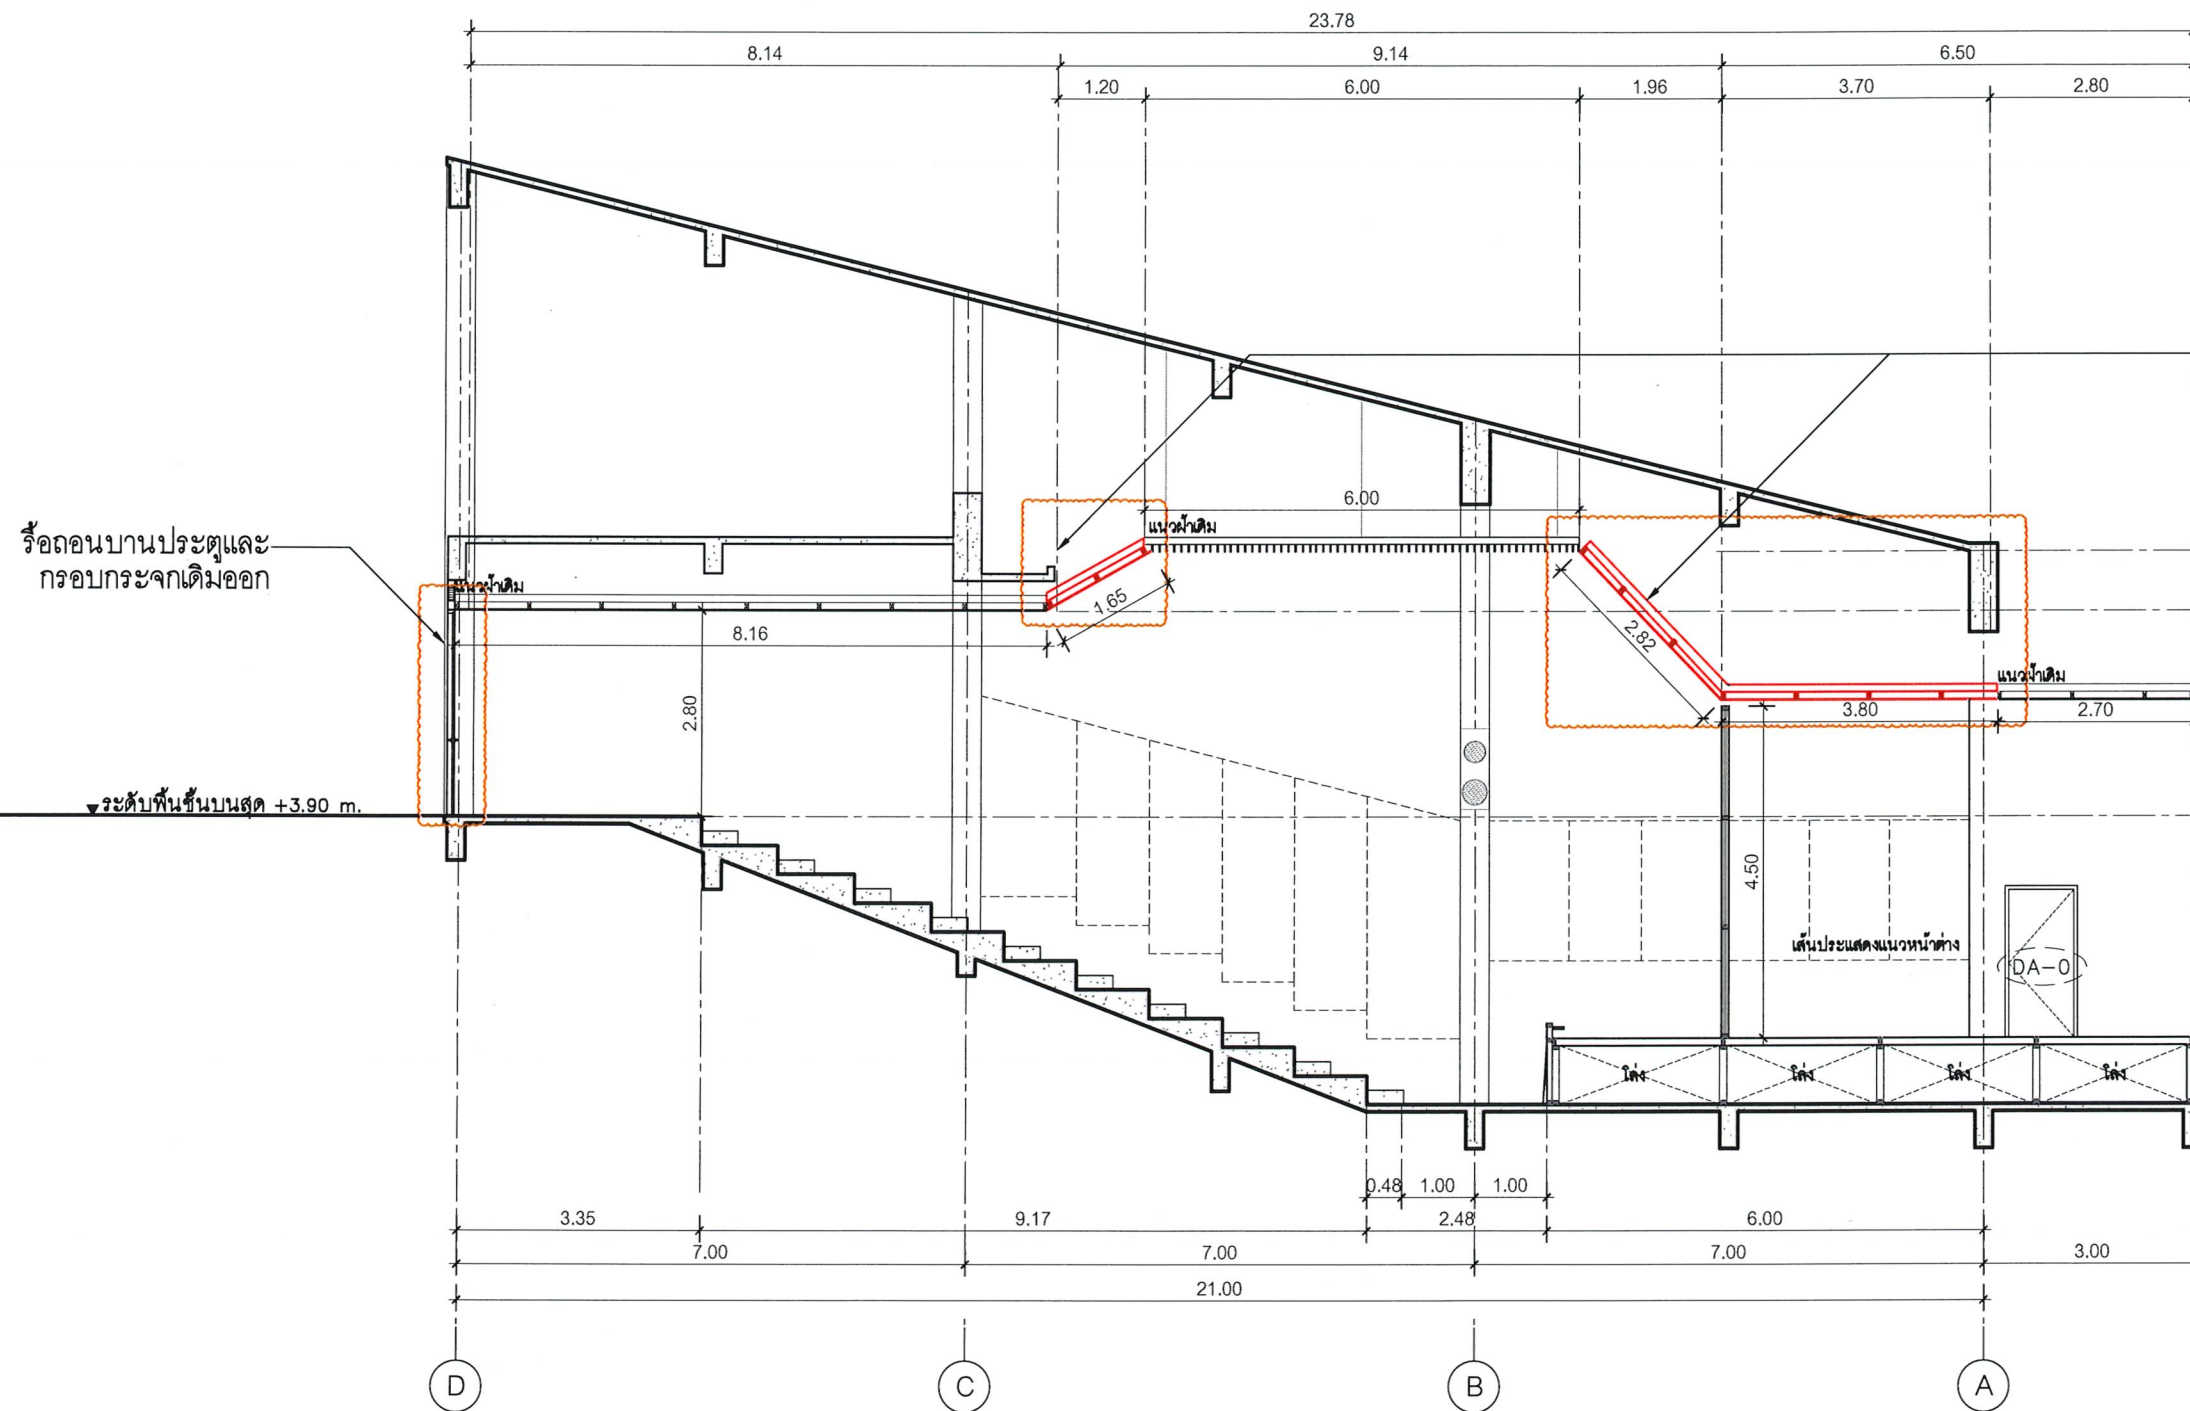 23.78
8.14 9.14 6.50
1.20 6.00 1.96 3.70 2.80
6.00
แนวฝ้าเดิม
รื้อถอนบานประตูและ
กรอบกระจกเดิมออก
แนวฝ้าเดิม
1.65
8.16
2.82
แนวฝ้าเดิม
2.80
3.80 2.70
ระดับพื้นชั้นบนสุด +3.90 m.
4.50
เส้นประแสดงแนวหน้าต่าง
DA-0
โล่ง โล่ง โล่ง โล่ง
0.48 1.00 1.00
3.35 9.17 2.48 6.00
7.00 7.00 7.00 3.00
21.00
D C B A